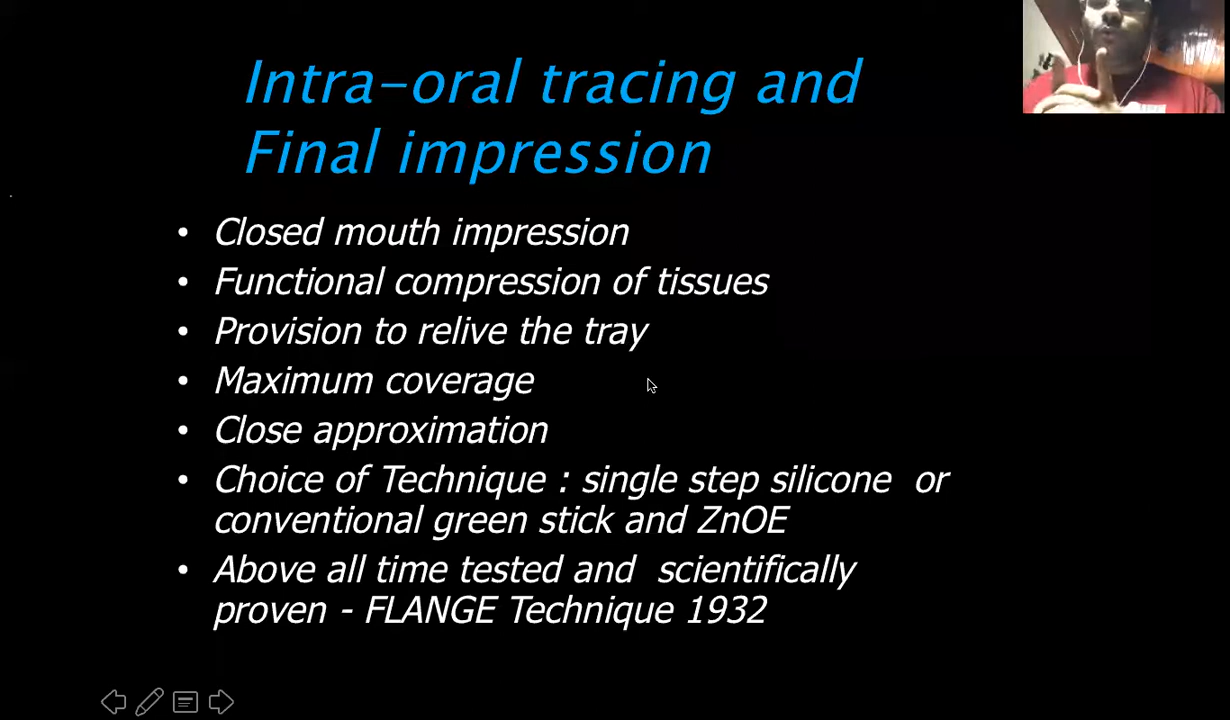 Intra-oral tracing and
Final impression
• Closed mouth impression
• Functional compression of tissues
• Provision to relive the tray
• Maximum coverage
• Close approximation
• Choice of Technique : single step silicone or
conventional green stick and ZnOE
• Above all time tested and scientifically
proven - FLANGE Technique 1932